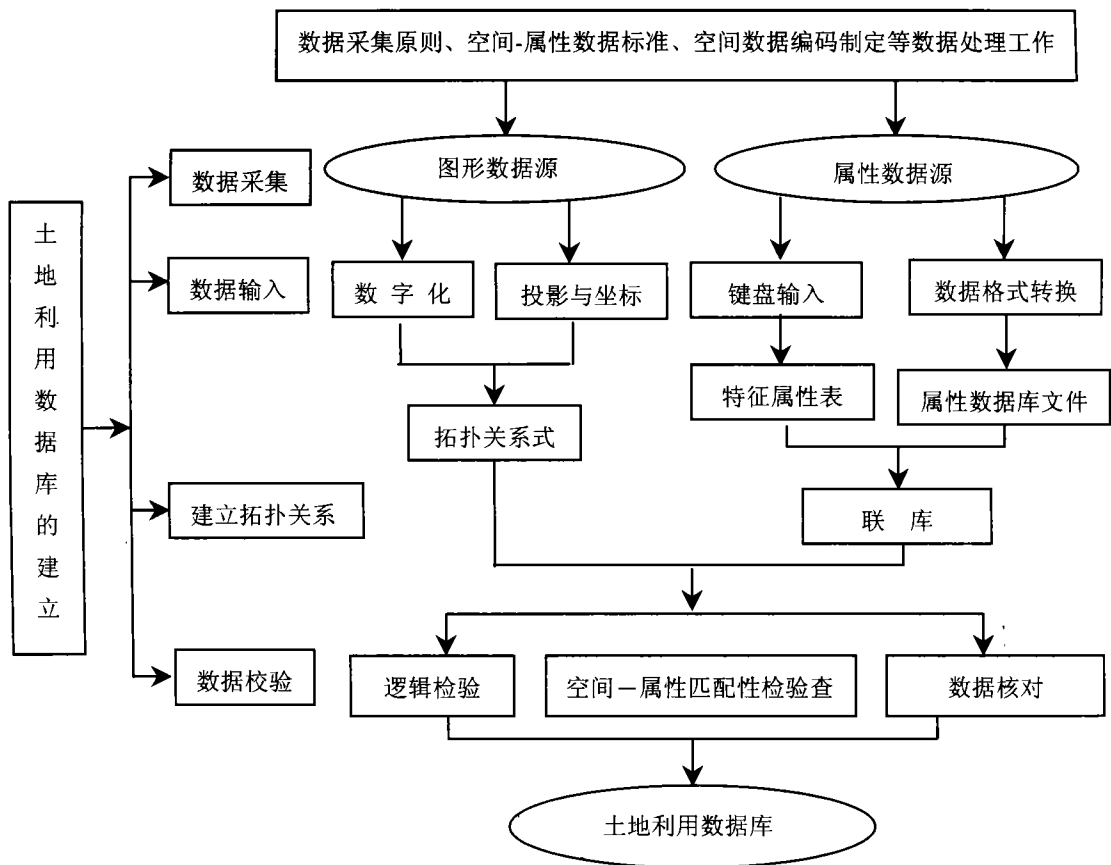 数据采集原则、空间-属性数据标准、空间数据编码制定等数据处理工作
图形数据源
属性数据源
数据采集
土地利用数据库的建立
数据输入
数字化
投影与坐标
键盘输入
数据格式转换
特征属性表
属性数据库文件
拓扑关系式
建立拓扑关系
联库
数据校验
逻辑检验
空间－属性匹配性检验查
数据核对
土地利用数据库